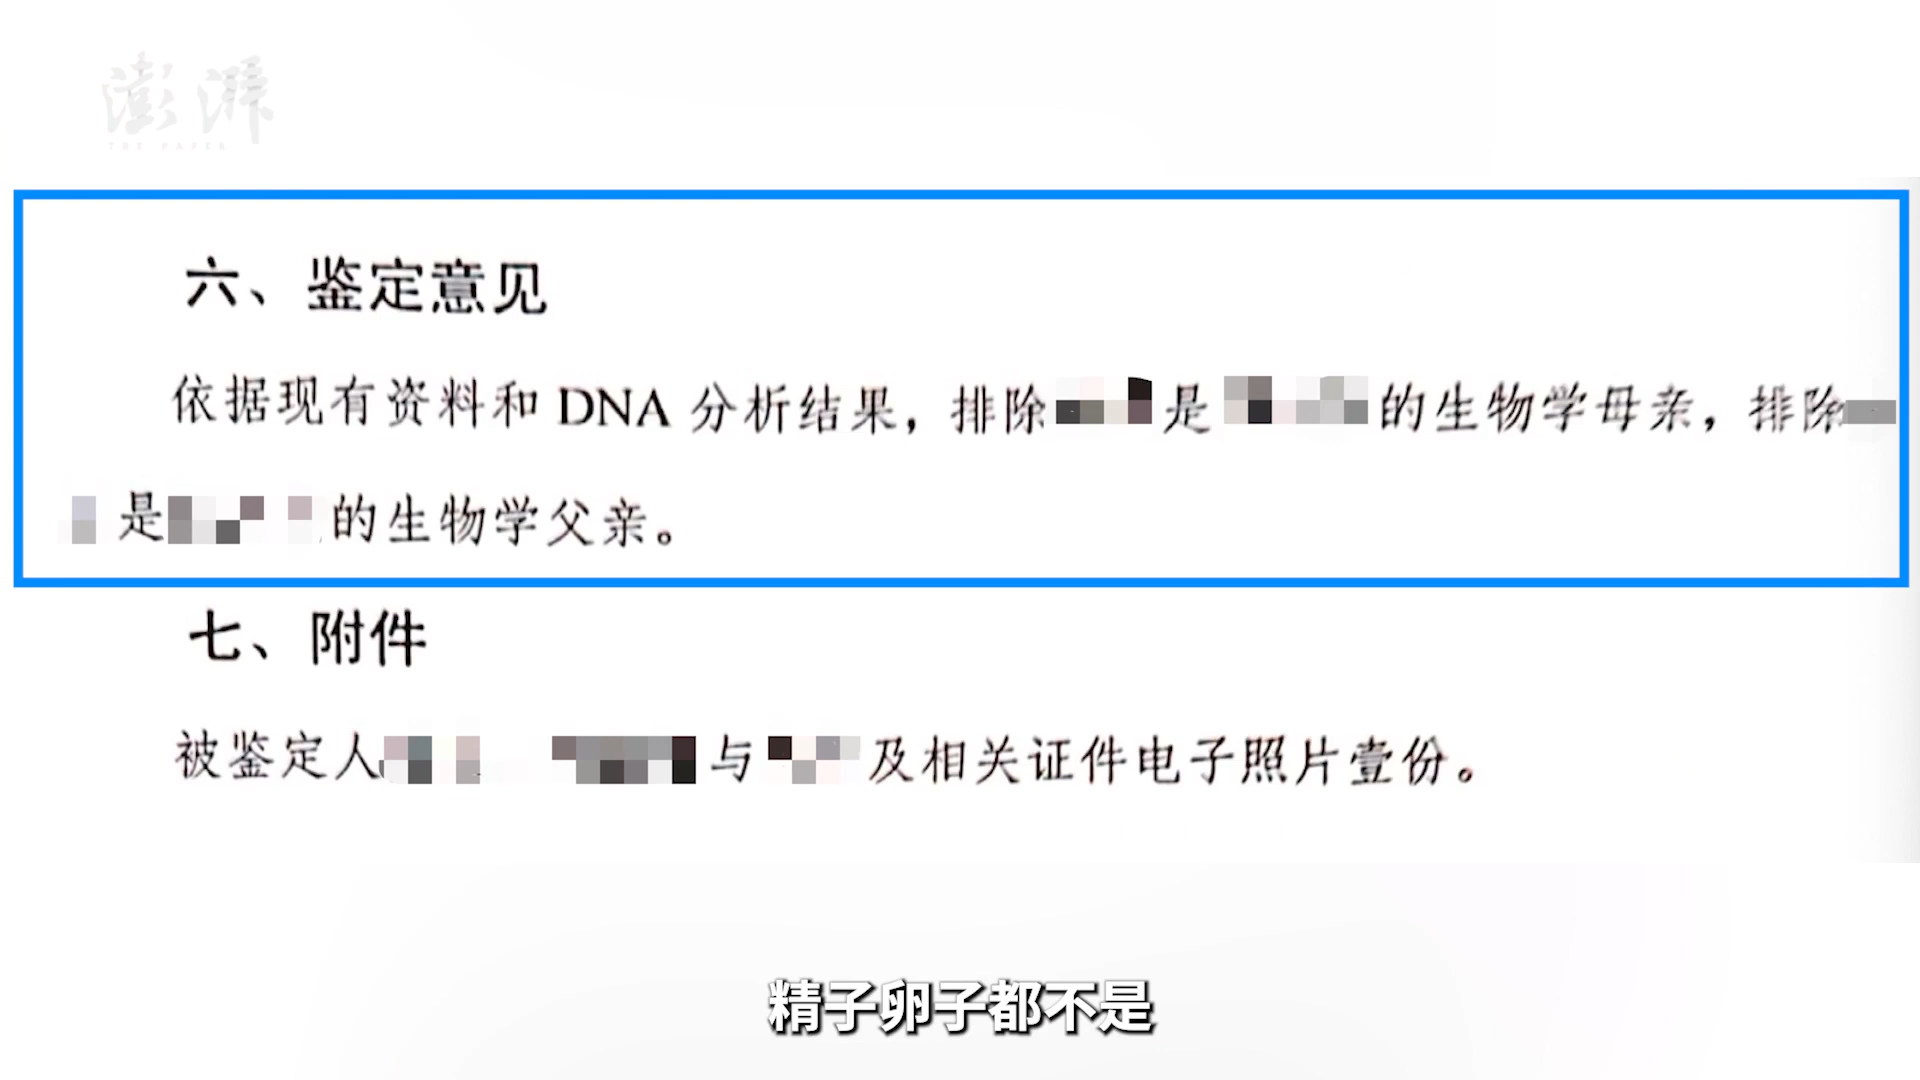 澎湃
THE PAPER
六、鉴定意见
依据现有资料和 DNA 分析结果，排除是的生物学母亲，排除
是的生物学父亲。
七、附件
被鉴定人与及相关证件电子照片壹份。
精子卵子都不是